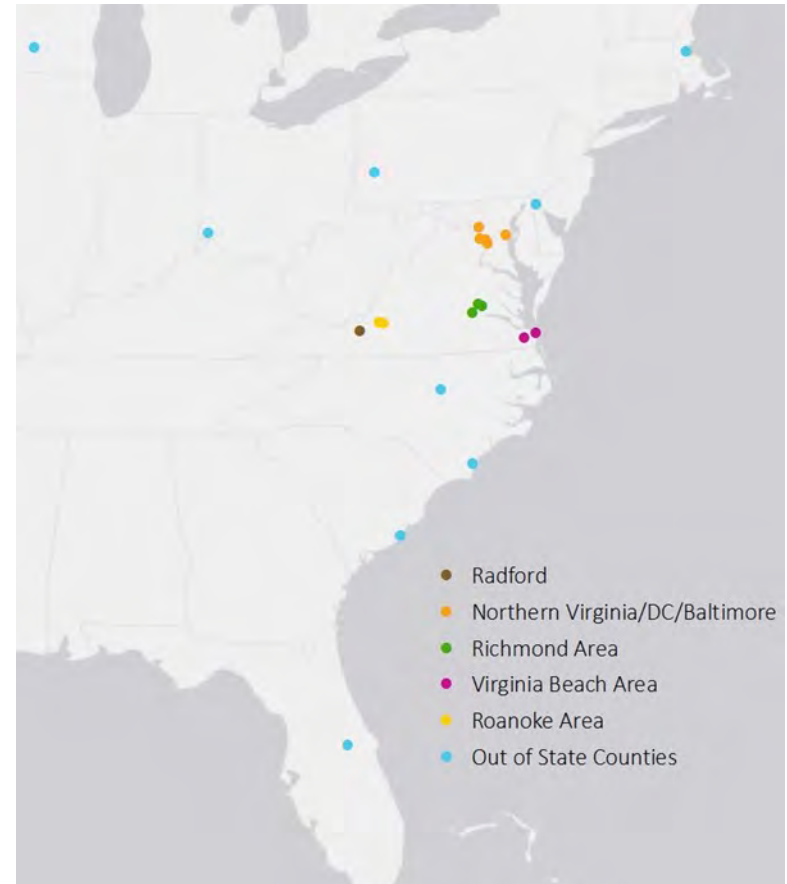 Radford
Northern Virginia/DC/Baltimore
Richmond Area
Virginia Beach Area
Roanoke Area
Out of State Counties